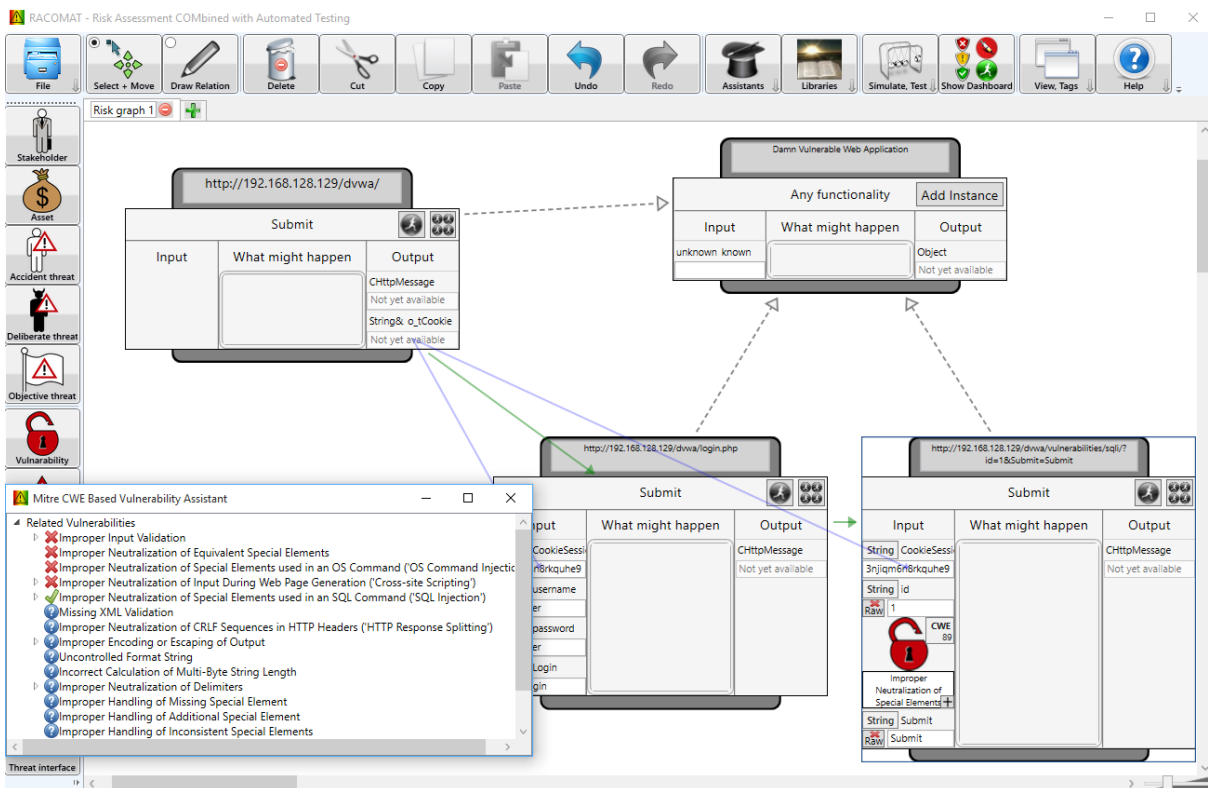 RACOMAT - Risk Assessment COMbined with Automated Testing
File
Select + Move
Draw Relation
Delete
Cut
Copy
Paste
Undo
Redo
Assistants
Libraries
Simulate, Test
Show Dashboard
View, Tags
Help
Risk graph 1
Stakeholder
Asset
Accident threat
Deliberate threat
Objective threat
Vulnarability
Threat interface
http://192.168.128.129/dvwa/
Submit
Input
What might happen
Output
CHttpMessage
Not yet available
String& o_tCookie
Not yet available
Damn Vulnerable Web Application
Any functionality
Add Instance
Input
What might happen
Output
unknown known
Object
Not yet available
http://192.168.128.129/dvwa/login.php
Submit
nput
What might happen
Output
CookieSessi
n8rkquhe9
username
er
password
er
Login
gin
CHttpMessage
Not yet available
http://192.168.128.129/dvwa/vulnerabilities/sqli/?
id=1&Submit=Submit
Submit
Input
What might happen
Output
String CookieSessi
3njiqm6n8rkquhe9
String id
Raw 1
CWE
89
1
Improper
Neutralization of
Special Elements
String Submit
Raw Submit
CHttpMessage
Not yet available
Mitre CWE Based Vulnerability Assistant
Related Vulnerabilities
Improper Input Validation
Improper Neutralization of Equivalent Special Elements
Improper Neutralization of Special Elements used in an OS Command ('OS Command Injectic
Improper Neutralization of Input During Web Page Generation ('Cross-site Scripting')
Improper Neutralization of Special Elements used in an SQL Command ('SQL Injection')
Missing XML Validation
Improper Neutralization of CRLF Sequences in HTTP Headers ('HTTP Response Splitting')
Improper Encoding or Escaping of Output
Uncontrolled Format String
Incorrect Calculation of Multi-Byte String Length
Improper Neutralization of Delimiters
Improper Handling of Missing Special Element
Improper Handling of Additional Special Element
Improper Handling of Inconsistent Special Elements